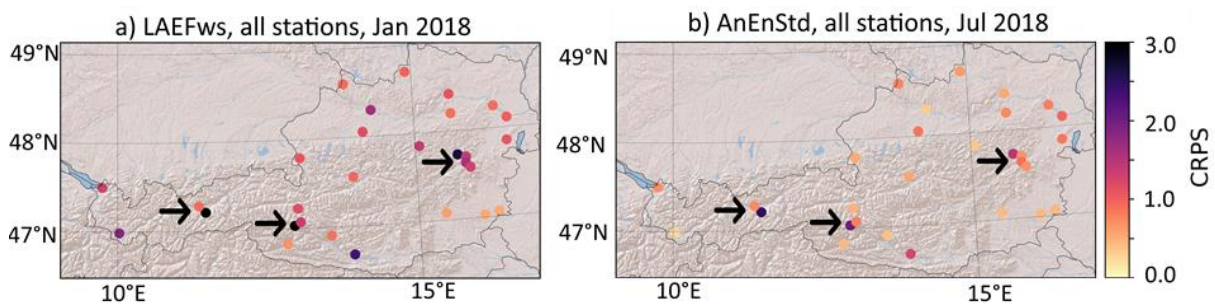 a) LAEFws, all stations, Jan 2018
b) AnEnStd, all stations, Jul 2018
49°N
48°N
47°N
10°E
15°E
49°N
48°N
47°N
10°E
15°E
3.0
2.0
1.0
0.0
CRPS